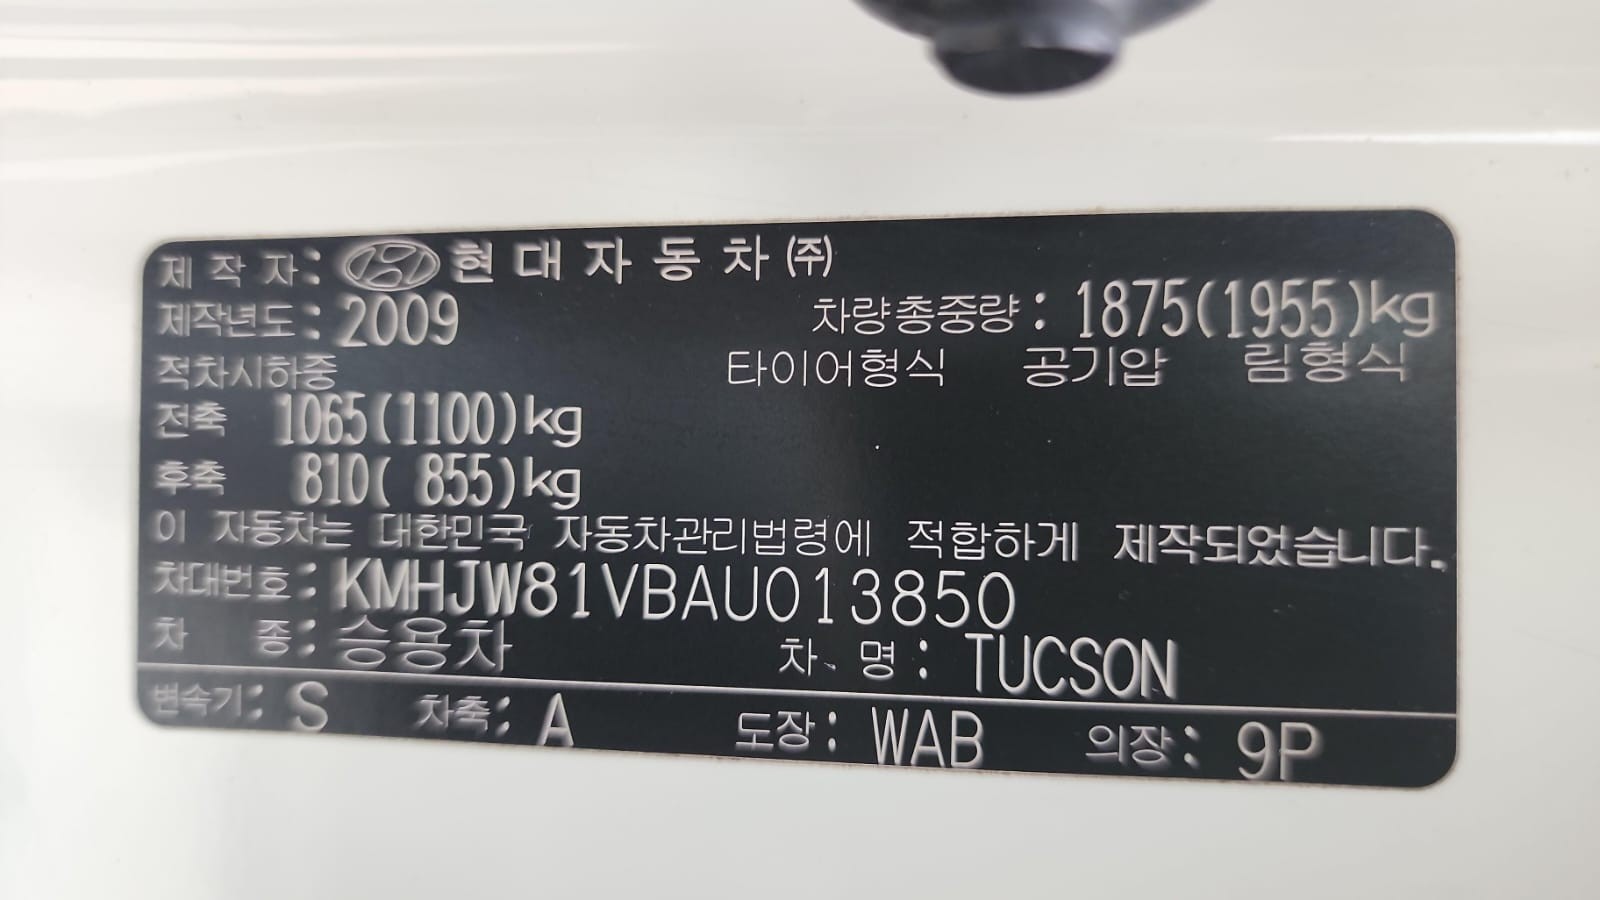 제 작 자: 현대자동차(주)
제작년도: 2009 차량총중량: 1875(1955)kg
적차시하중 타이어형식 공기압 림형식
전축 1065(1100)kg
후축 810( 855)kg
이 자동차는 대한민국 자동차관리법령에 적합하게 제작되었습니다.
차대번호: KMHJW81VBAU013850
차 종: 승용차 차 명: TUCSON
변속기: S 차축: A 도장: WAB 의장: 9P